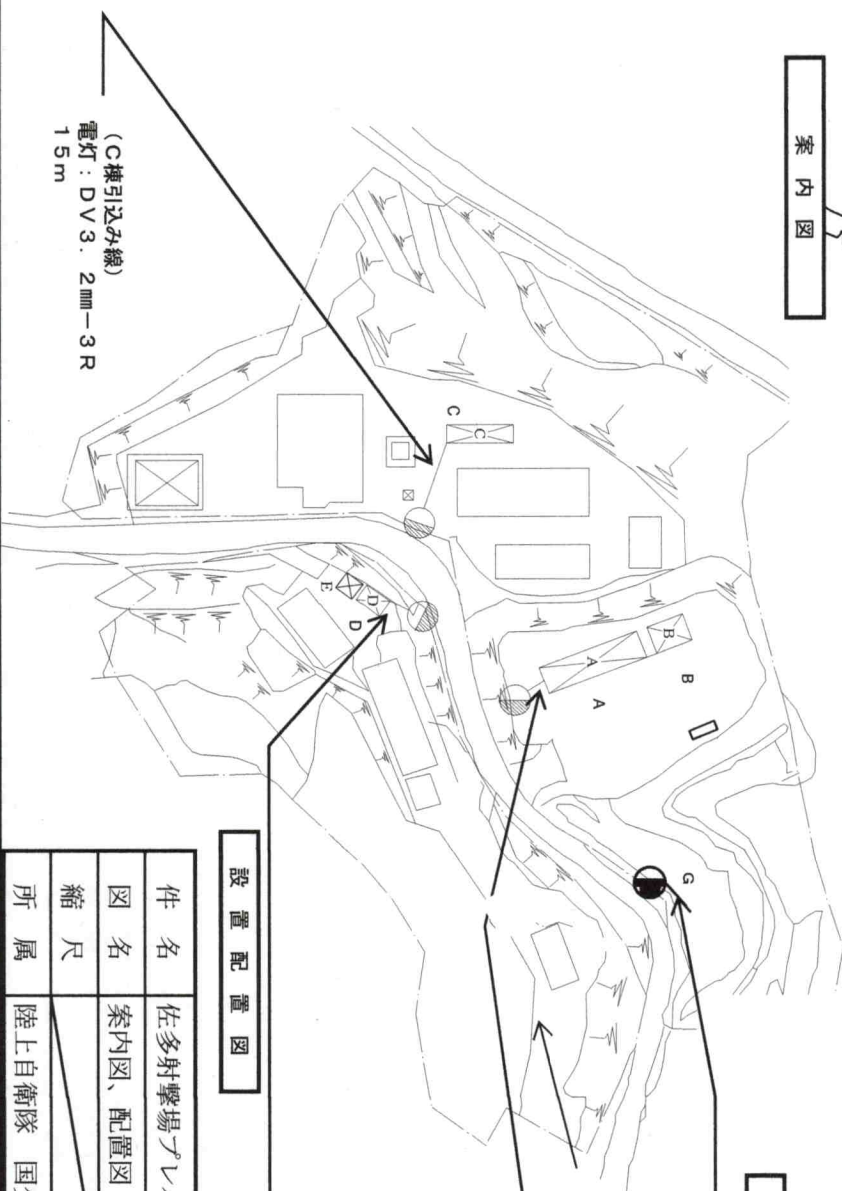 案内図
(C棟引込み線)
電灯：DV3．2㎜－3R
15m
C
C
B
B
A
A
E
D
D
G
設置配置図
件名 佐多射撃場プレ
図名 案内図、配置図
縮尺
所属 陸上自衛隊 国